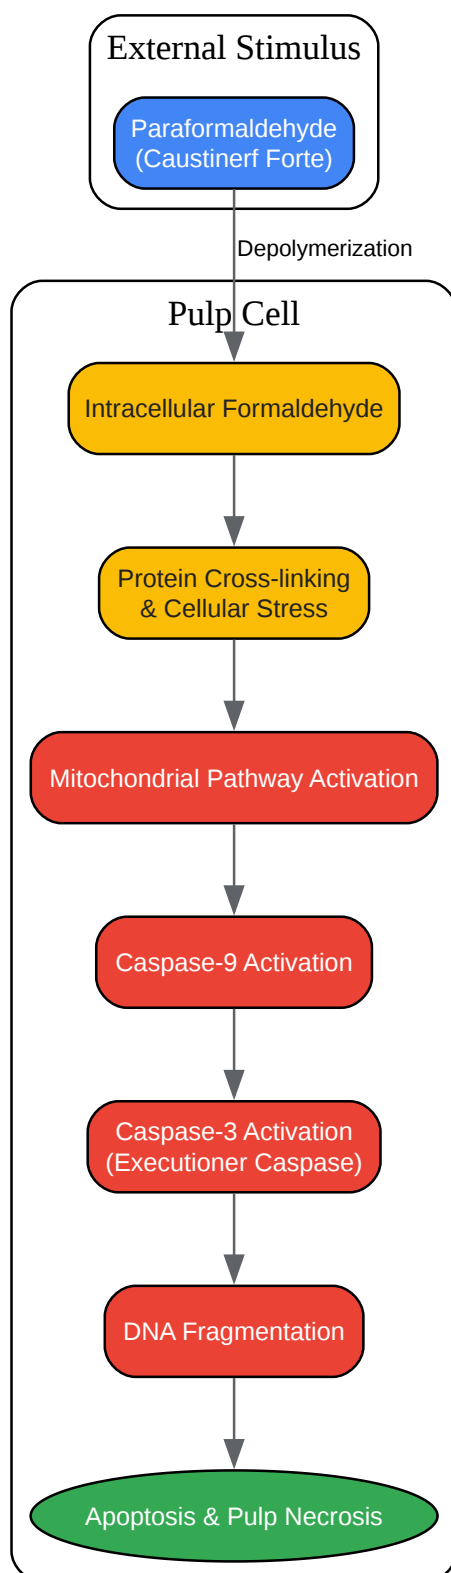 External Stimulus
Paraformaldehyde
(Caustinerf Forte)
Depolymerization
Pulp Cell
Intracellular Formaldehyde
Protein Cross-linking
& Cellular Stress
Mitochondrial Pathway Activation
Caspase-9 Activation
Caspase-3 Activation
(Executioner Caspase)
DNA Fragmentation
Apoptosis & Pulp Necrosis